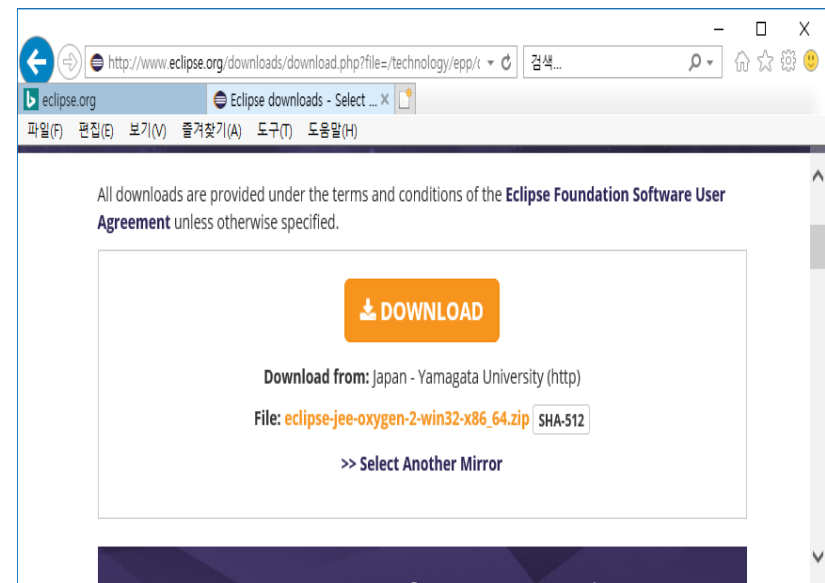 http://www.eclipse.org/downloads/download.php?file=/technology/epp/ 검색...
eclipse.org Eclipse downloads - Select ...
파일(F) 편집(E) 보기(V) 즐겨찾기(A) 도구(T) 도움말(H)
All downloads are provided under the terms and conditions of the Eclipse Foundation Software User
Agreement unless otherwise specified.
DOWNLOAD
Download from: Japan - Yamagata University (http)
File: eclipse-jee-oxygen-2-win32-x86_64.zip SHA-512
>> Select Another Mirror